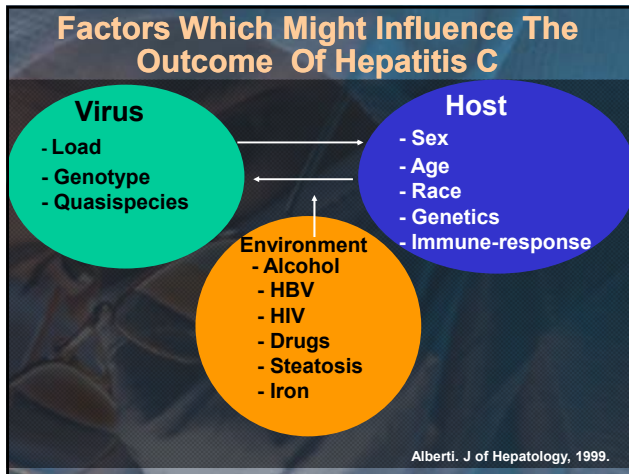 Factors Which Might Influence The
Outcome Of Hepatitis C
Virus
- Load
- Genotype
- Quasispecies
Host
- Sex
- Age
- Race
- Genetics
- Immune-response
Environment
- Alcohol
- HBV
- HIV
- Drugs
- Steatosis
- Iron
Alberti. J of Hepatology, 1999.